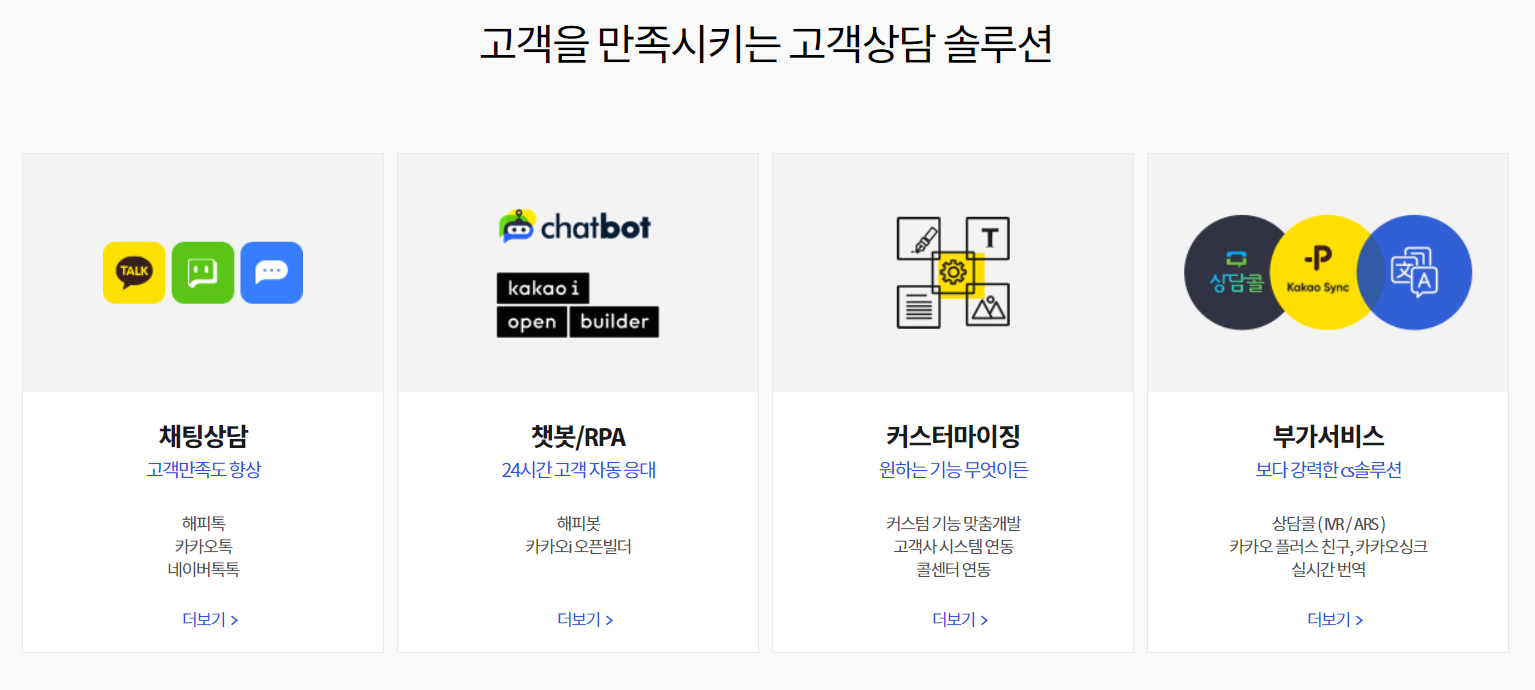 고객을 만족시키는 고객상담 솔루션
TALK
채팅상담
고객만족도 향상
해피톡
카카오톡
네이버톡톡
더보기 >
chatbot
kakao i
open builder
챗봇/RPA
24시간 고객 자동 응대
해피봇
카카오i 오픈빌더
더보기 >
T
커스터마이징
원하는 기능 무엇이든
커스텀 기능 맞춤개발
고객사 시스템 연동
콜센터 연동
더보기 >
상담콜
Kakao Sync
文 A
부가서비스
보다 강력한 cs솔루션
상담콜 ( IVR / ARS )
카카오 플러스 친구, 카카오싱크
실시간 번역
더보기 >